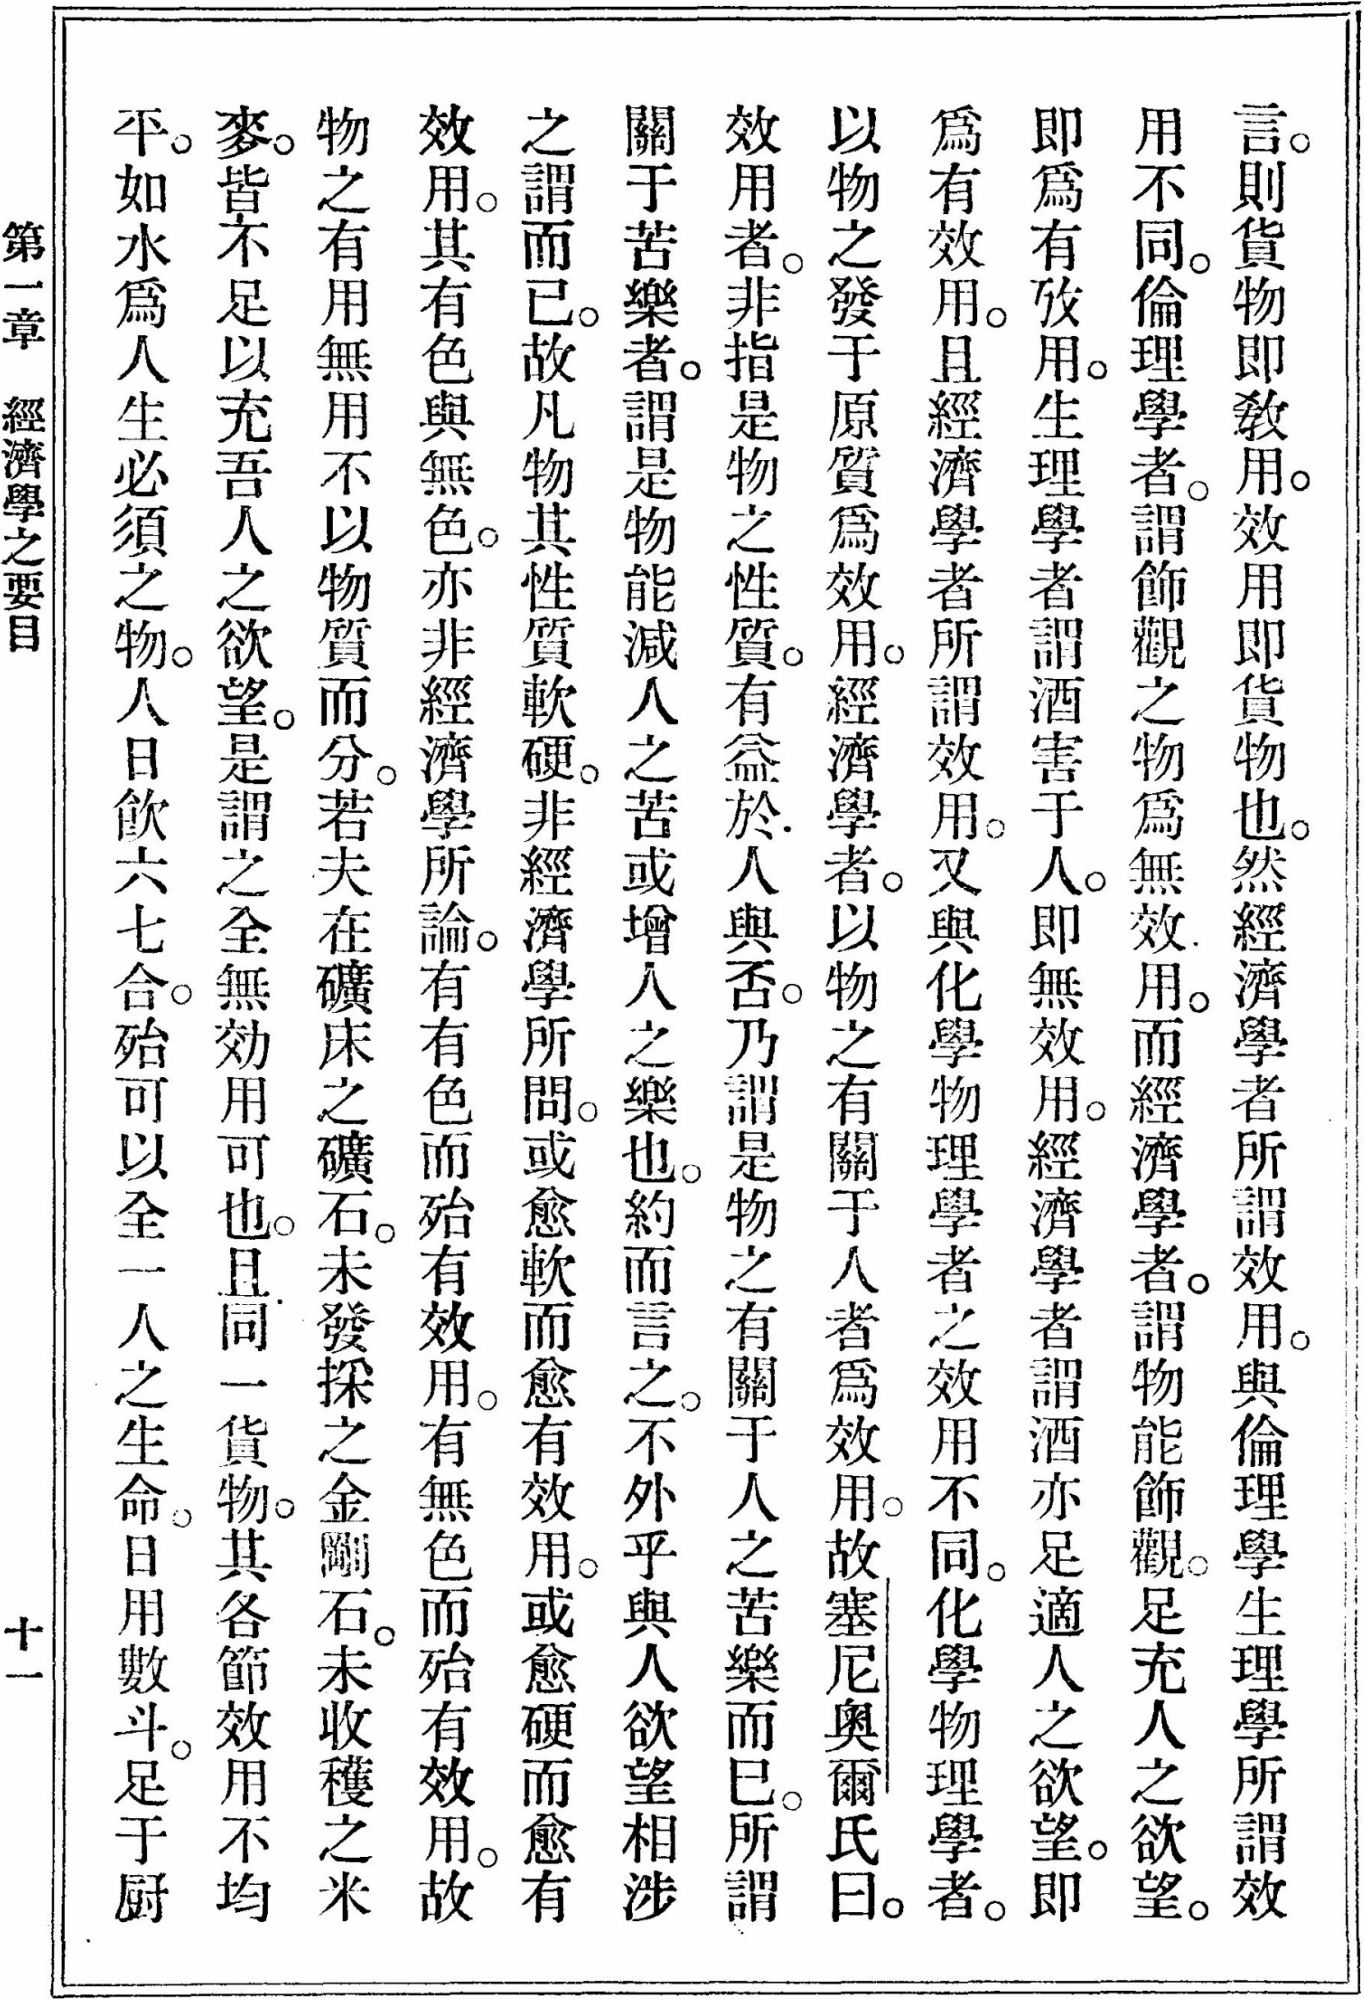 言。則貨物即教用。效用即貨物也。然經濟學者所謂效用。與倫理學生理學所謂效
用不同。倫理學者。謂飾觀之物爲無效用。而經濟學者。謂物能飾觀。足充人之欲望。
即爲有攷用。生理學者謂酒害于人。即無效用。經濟學者謂酒亦足適人之欲望。即
爲有效用。且經濟學者所謂效用。又與化學物理學者之效用不同。化學物理學者。
以物之發于原質爲效用。經濟學者。以物之有關于人者爲效用。故塞尼奥爾氏曰。
效用者。非指是物之性質。有益於人與否。乃謂是物之有關于人之苦樂而已。所謂
關于苦樂者。謂是物能減人之苦或增人之樂也。約而言之。不外乎與人欲望相涉
之謂而已。故凡物其性質軟硬。非經濟學所問。或愈軟而愈有效用。或愈硬而愈有
效用。其有色與無色。亦非經濟學所論。有有色而殆有效用。有無色而殆有效用。故
物之有用無用不以物質而分。若夫在礦床之礦石。未發採之金剛石。未收穫之米
麥。皆不足以充吾人之欲望。是謂之全無効用可也。且同一貨物。其各節效用不均
平。如水爲人生必須之物。人日飲六七合。殆可以全一人之生命。日用數斗。足于厨
第一章　經濟學之要目
十一